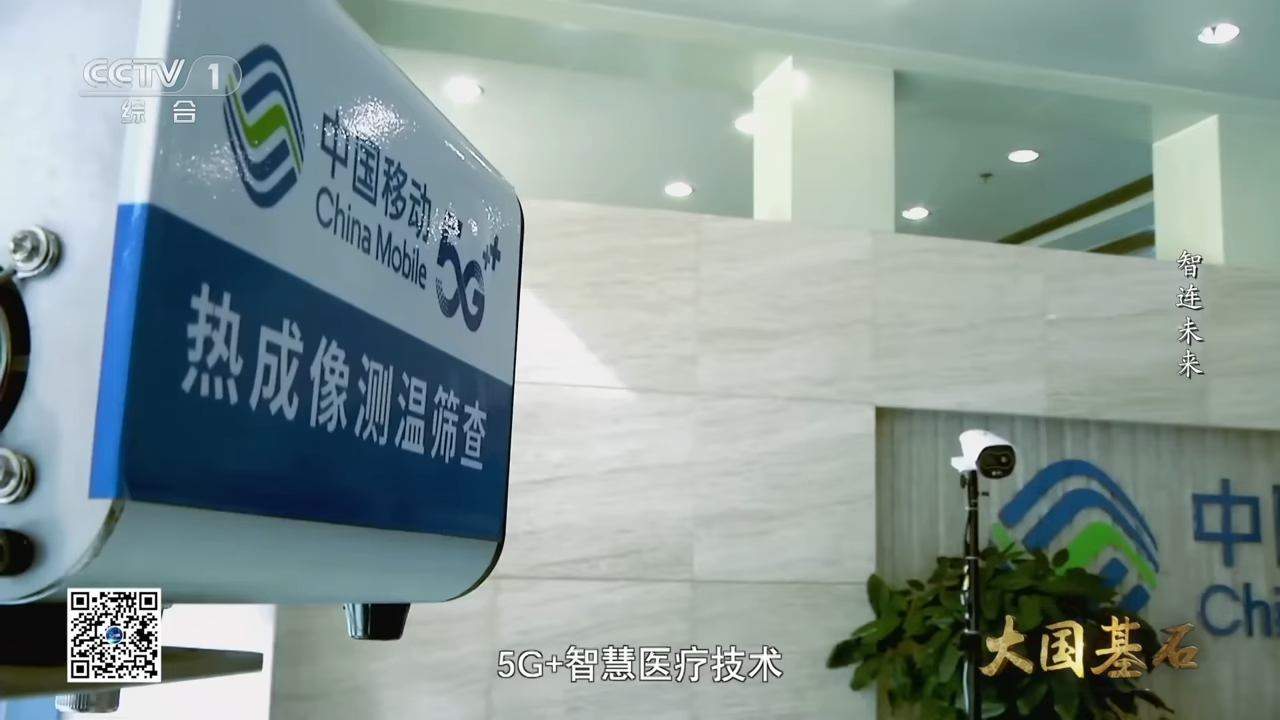 CCTV 1
综合
中国移动
China Mobile
5G++
热成像测温筛查
智连未来
中
Chi
5G+智慧医疗技术
大国基石